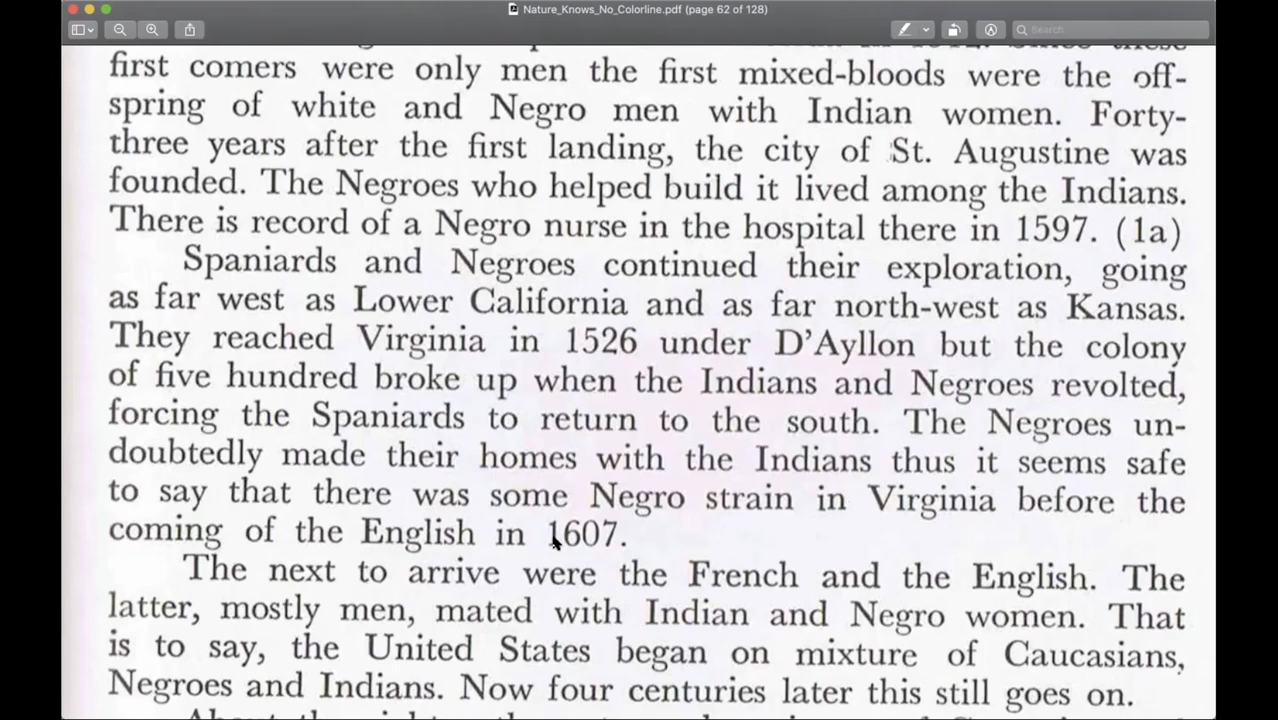 Nature_Knows_No_Colorline.pdf (page 62 of 128)
Search
first comers were only men the first mixed-bloods were the off-
spring of white and Negro men with Indian women. Forty-
three years after the first landing, the city of St. Augustine was
founded. The Negroes who helped build it lived among the Indians.
There is record of a Negro nurse in the hospital there in 1597. (1a)
Spaniards and Negroes continued their exploration, going
as far west as Lower California and as far north-west as Kansas.
They reached Virginia in 1526 under D'Ayllon but the colony
of five hundred broke up when the Indians and Negroes revolted,
forcing the Spaniards to return to the south. The Negroes un-
doubtedly made their homes with the Indians thus it seems safe
to say that there was some Negro strain in Virginia before the
coming of the English in 1607.
The next to arrive were the French and the English. The
latter, mostly men, mated with Indian and Negro women. That
is to say, the United States began on mixture of Caucasians,
Negroes and Indians. Now four centuries later this still goes on.